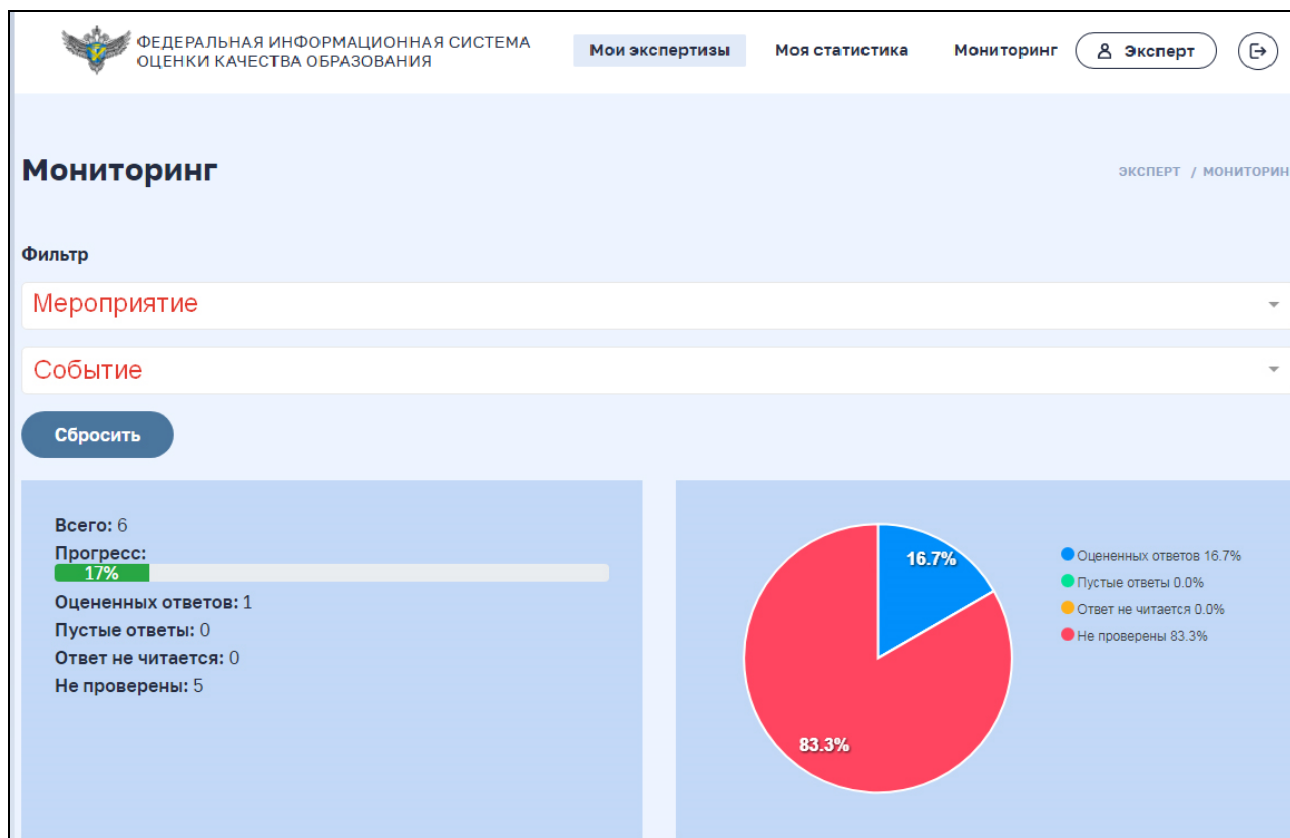 ФЕДЕРАЛЬНАЯ ИНФОРМАЦИОННАЯ СИСТЕМА
ОЦЕНКИ КАЧЕСТВА ОБРАЗОВАНИЯ
Мои экспертизы
Моя статистика
Мониторинг
Эксперт
Мониторинг
ЭКСПЕРТ / МОНИТОРИН
Фильтр
Мероприятие
Событие
Сбросить
Всего: 6
Прогресс:
17%
Оцененных ответов: 1
Пустые ответы: 0
Ответ не читается: 0
Не проверены: 5
16.7%
83.3%
Оцененных ответов 16.7%
Пустые ответы 0.0%
Ответ не читается 0.0%
Не проверены 83.3%